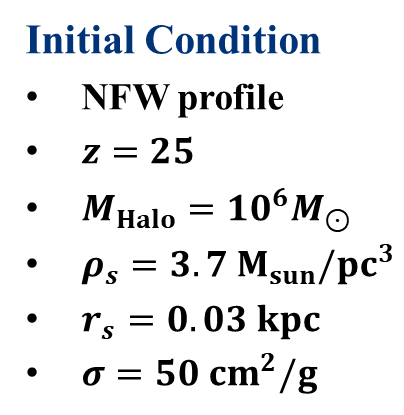 Initial Condition
• NFW profile
• z = 25
• M_Halo = 10^6 M_⊙
• ρ_s = 3.7 M_sun/pc^3
• r_s = 0.03 kpc
• σ = 50 cm^2/g